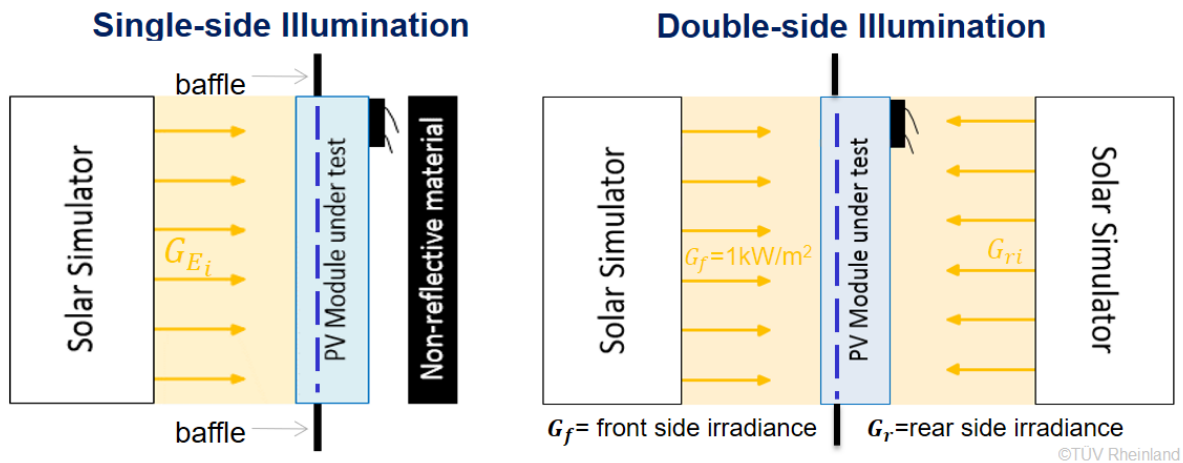 Single-side Illumination
baffle
Solar Simulator
G_{E_i}
PV Module under test
Non-reflective material
baffle
Double-side Illumination
Solar Simulator
G_f=1kW/m²
PV Module under test
G_{ri}
Solar Simulator
G_f= front side irradiance
G_r=rear side irradiance
©TÜV Rheinland